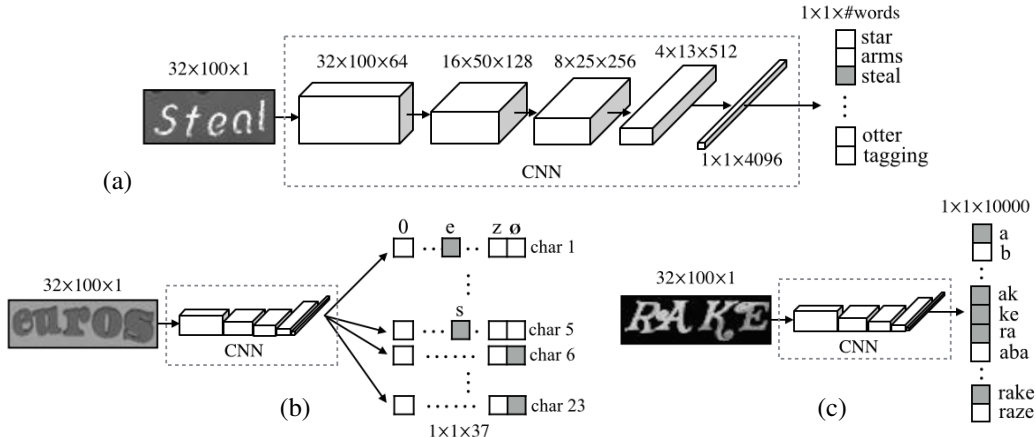 1×1×#words
32×100×1
32×100×64
16×50×128
8×25×256
4×13×512
star
arms
steal
Steal
otter
tagging
1×1×4096
CNN
(a)
32×100×1
euros
CNN
0 e z ø
char 1
s
char 5
char 6
char 23
1×1×37
(b)
32×100×1
RAKE
CNN
1×1×10000
a
b
ak
ke
ra
aba
rake
raze
(c)